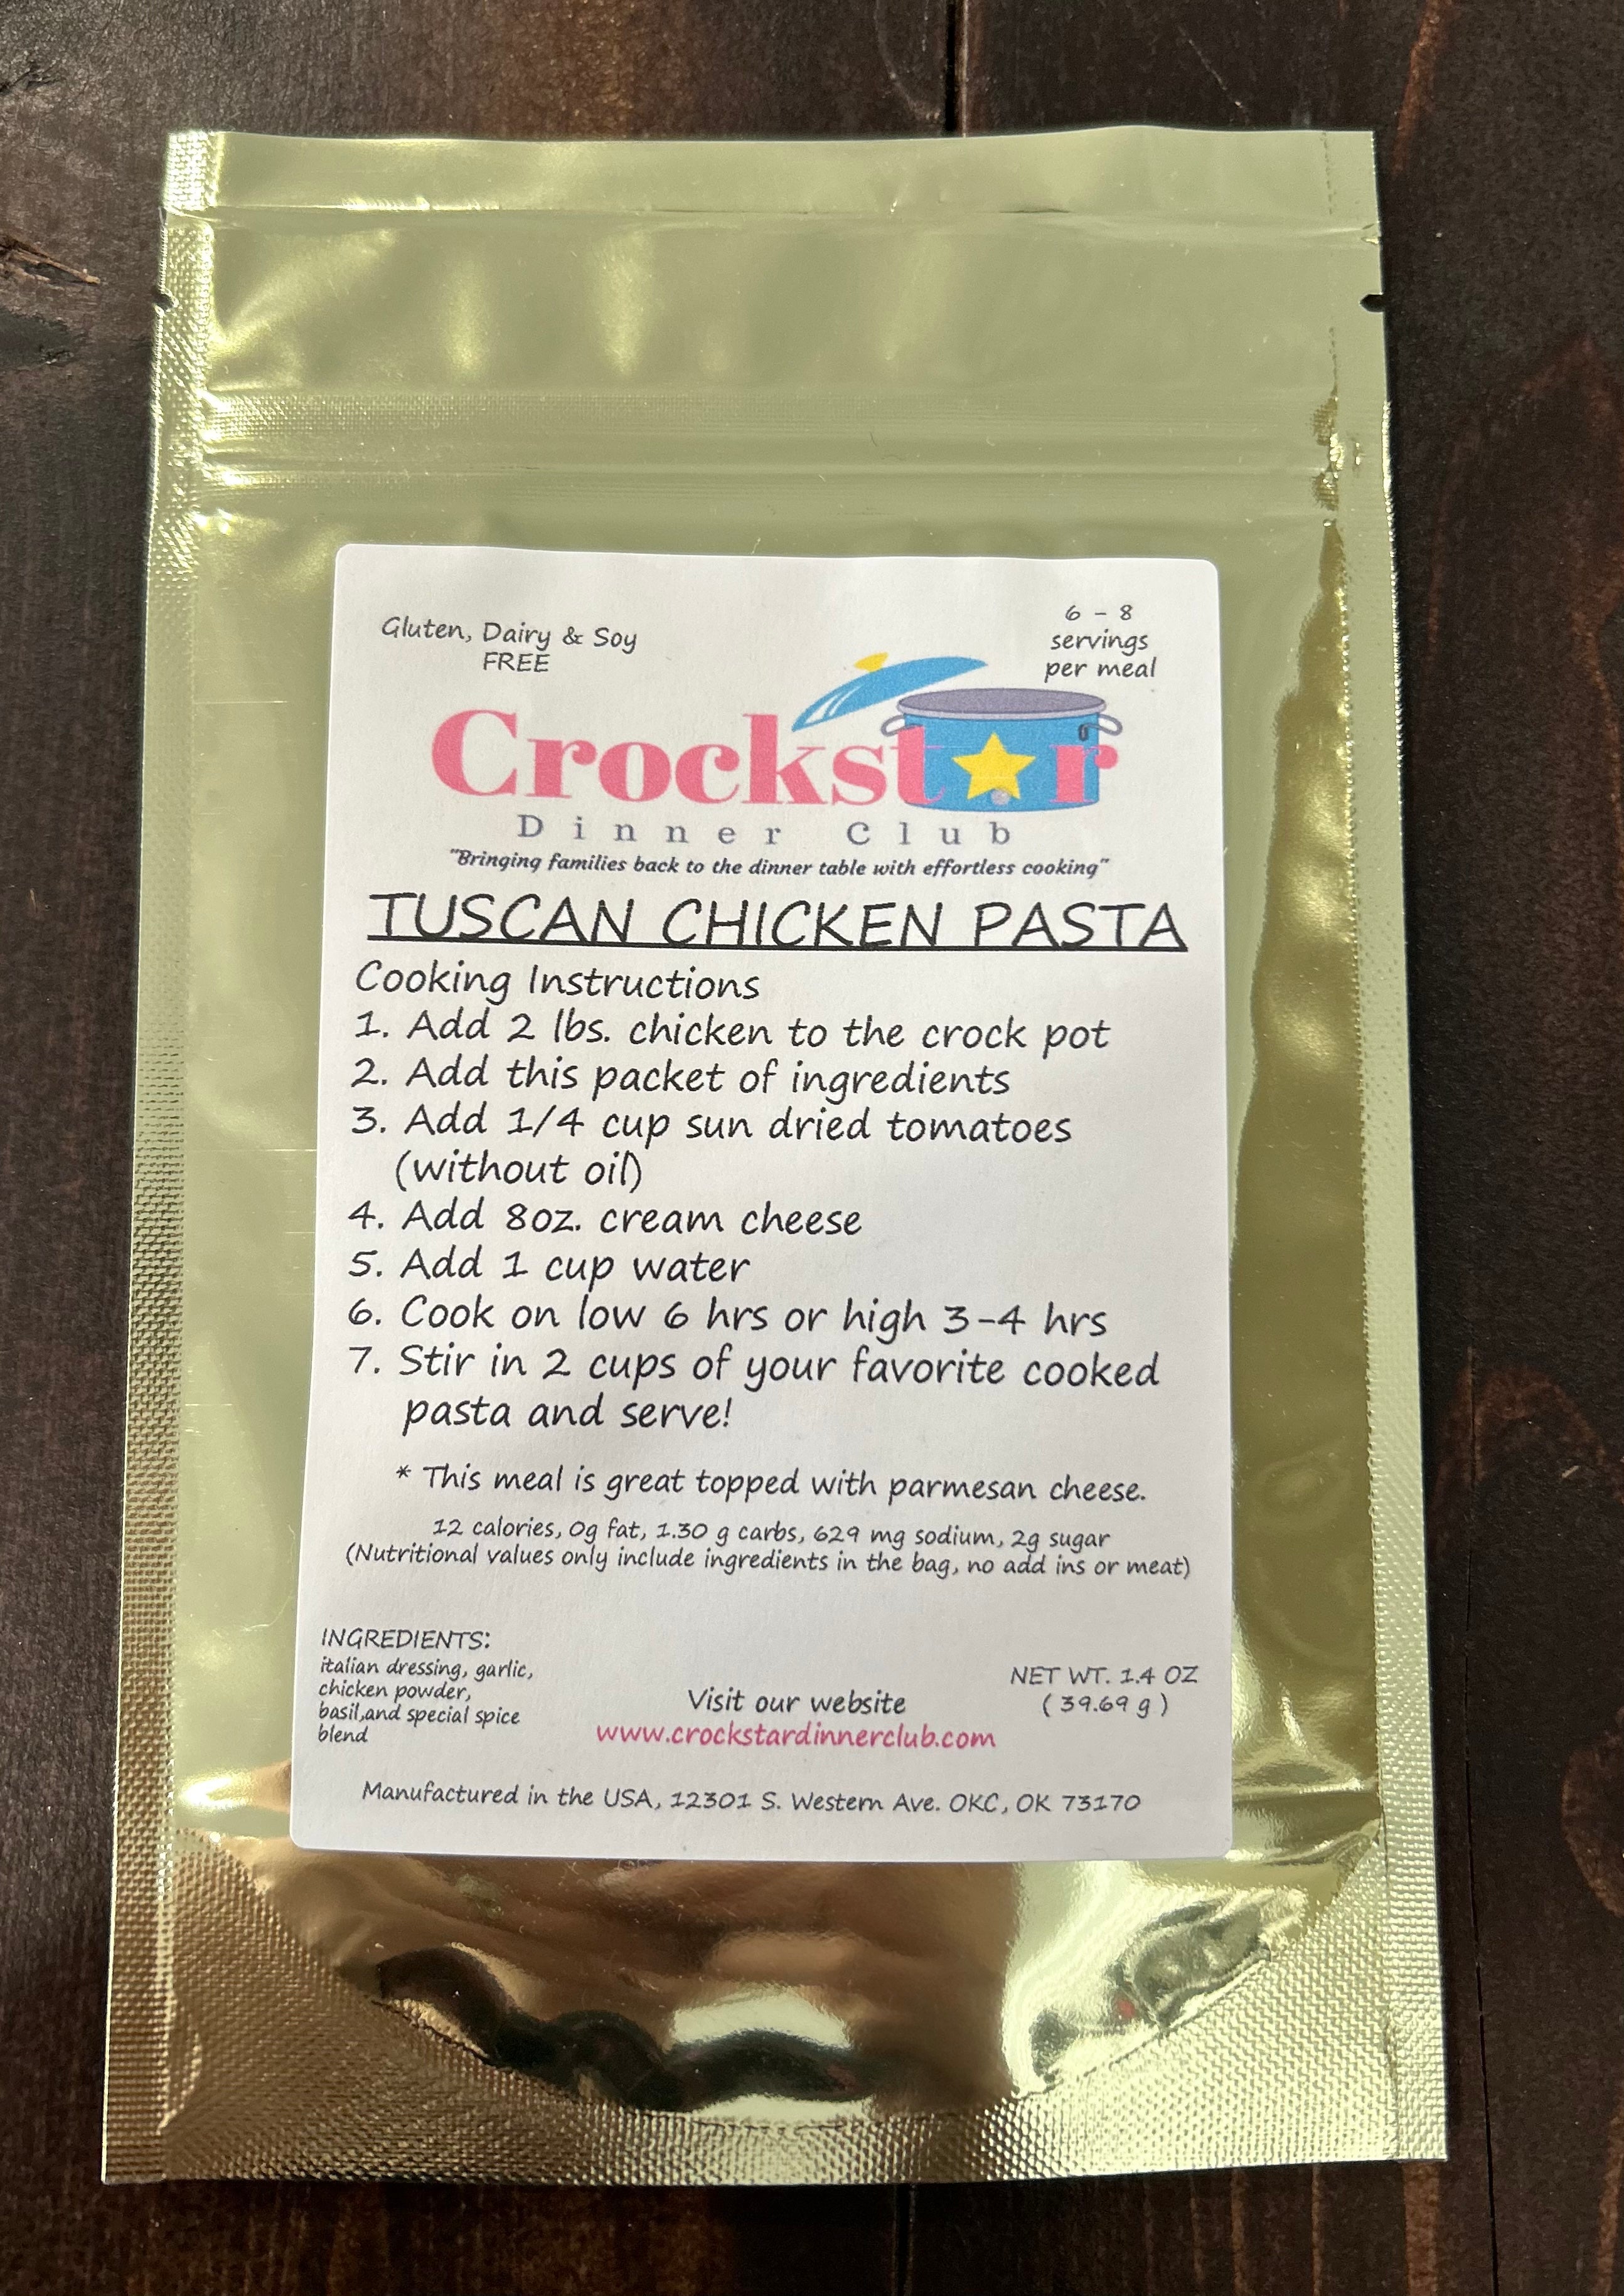 Gluten, Dairy & Soy
FREE
6 - 8
servings
per meal
Crockstar
Dinner Club
"Bringing families back to the dinner table with effortless cooking"
TUSCAN CHICKEN PASTA
Cooking Instructions
1. Add 2 lbs. chicken to the crock pot
2. Add this packet of ingredients
3. Add 1/4 cup sun dried tomatoes
(without oil)
4. Add 8oz. cream cheese
5. Add 1 cup water
6. Cook on low 6 hrs or high 3-4 hrs
7. Stir in 2 cups of your favorite cooked
pasta and serve!
* This meal is great topped with parmesan cheese.
12 calories, 0g fat, 1.30 g carbs, 629 mg sodium, 2g sugar
(Nutritional values only include ingredients in the bag, no add ins or meat)
INGREDIENTS:
italian dressing, garlic,
chicken powder,
basil,and special spice
blend
Visit our website
www.crockstardinnerclub.com
NET WT. 1.4 OZ
( 39.69 g )
Manufactured in the USA, 12301 S. Western Ave. OKC, OK 73170